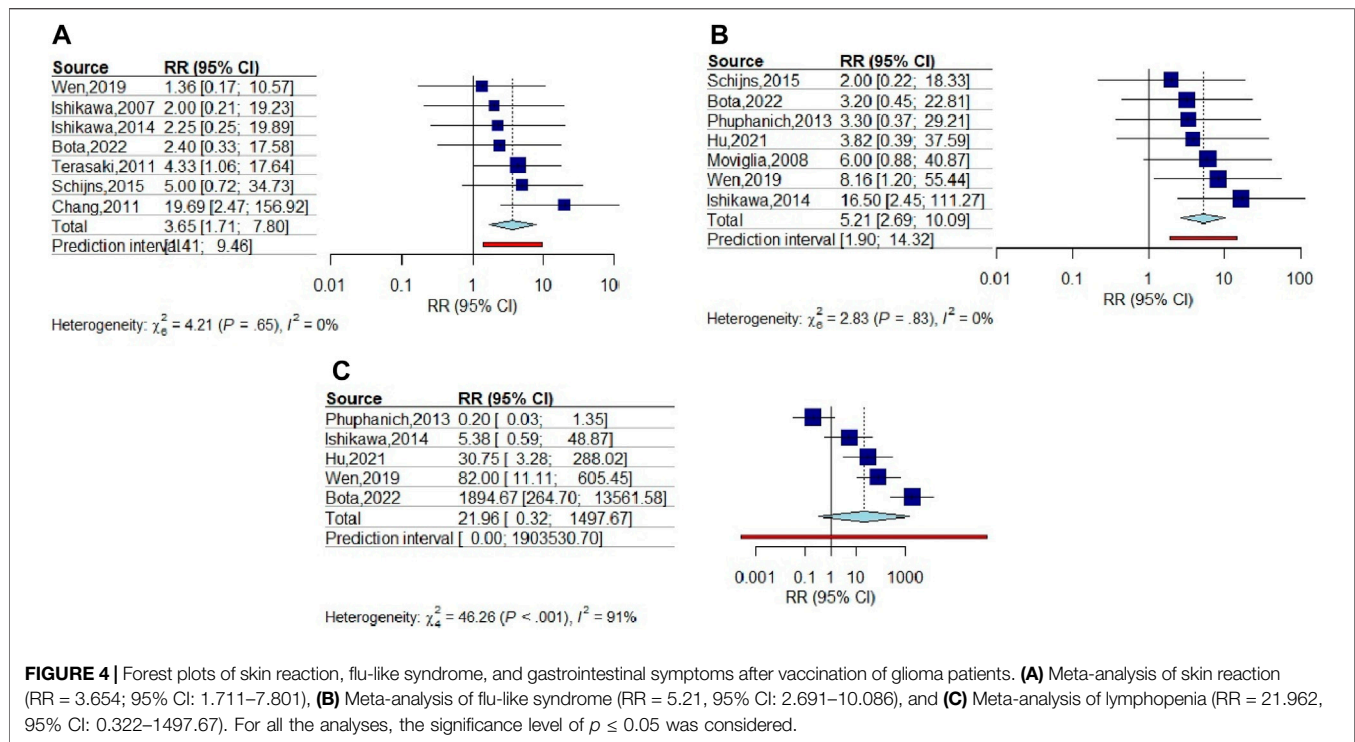 A
Source RR (95% CI)
Wen,2019 1.36 [0.17; 10.57]
Ishikawa,2007 2.00 [0.21; 19.23]
Ishikawa,2014 2.25 [0.25; 19.89]
Bota,2022 2.40 [0.33; 17.58]
Terasaki,2011 4.33 [1.06; 17.64]
Schijns,2015 5.00 [0.72; 34.73]
Chang,2011 19.69 [2.47; 156.92]
Total 3.65 [1.71; 7.80]
Prediction interval [1.41; 9.46]
0.01 0.1 1 10 100
RR (95% CI)
Heterogeneity: χ²₆ = 4.21 (P = .65), I² = 0%
B
Source RR (95% CI)
Schijns,2015 2.00 [0.22; 18.33]
Bota,2022 3.20 [0.45; 22.81]
Phuphanich,2013 3.30 [0.37; 29.21]
Hu,2021 3.82 [0.39; 37.59]
Moviglia,2008 6.00 [0.88; 40.87]
Wen,2019 8.16 [1.20; 55.44]
Ishikawa,2014 16.50 [2.45; 111.27]
Total 5.21 [2.69; 10.09]
Prediction interval [1.90; 14.32]
0.01 0.1 1 10 100
RR (95% CI)
Heterogeneity: χ²₆ = 2.83 (P = .83), I² = 0%
C
Source RR (95% CI)
Phuphanich,2013 0.20 [ 0.03; 1.35]
Ishikawa,2014 5.38 [ 0.59; 48.87]
Hu,2021 30.75 [ 3.28; 288.02]
Wen,2019 82.00 [ 11.11; 605.45]
Bota,2022 1894.67 [264.70; 13561.58]
Total 21.96 [ 0.32; 1497.67]
Prediction interval [ 0.00; 1903530.70]
0.001 0.1 1 10 1000
RR (95% CI)
Heterogeneity: χ²₄ = 46.26 (P < .001), I² = 91%
FIGURE 4 | Forest plots of skin reaction, flu-like syndrome, and gastrointestinal symptoms after vaccination of glioma patients. (A) Meta-analysis of skin reaction
(RR = 3.654; 95% CI: 1.711–7.801), (B) Meta-analysis of flu-like syndrome (RR = 5.21, 95% CI: 2.691–10.086), and (C) Meta-analysis of lymphopenia (RR = 21.962,
95% CI: 0.322–1497.67). For all the analyses, the significance level of p ≤ 0.05 was considered.